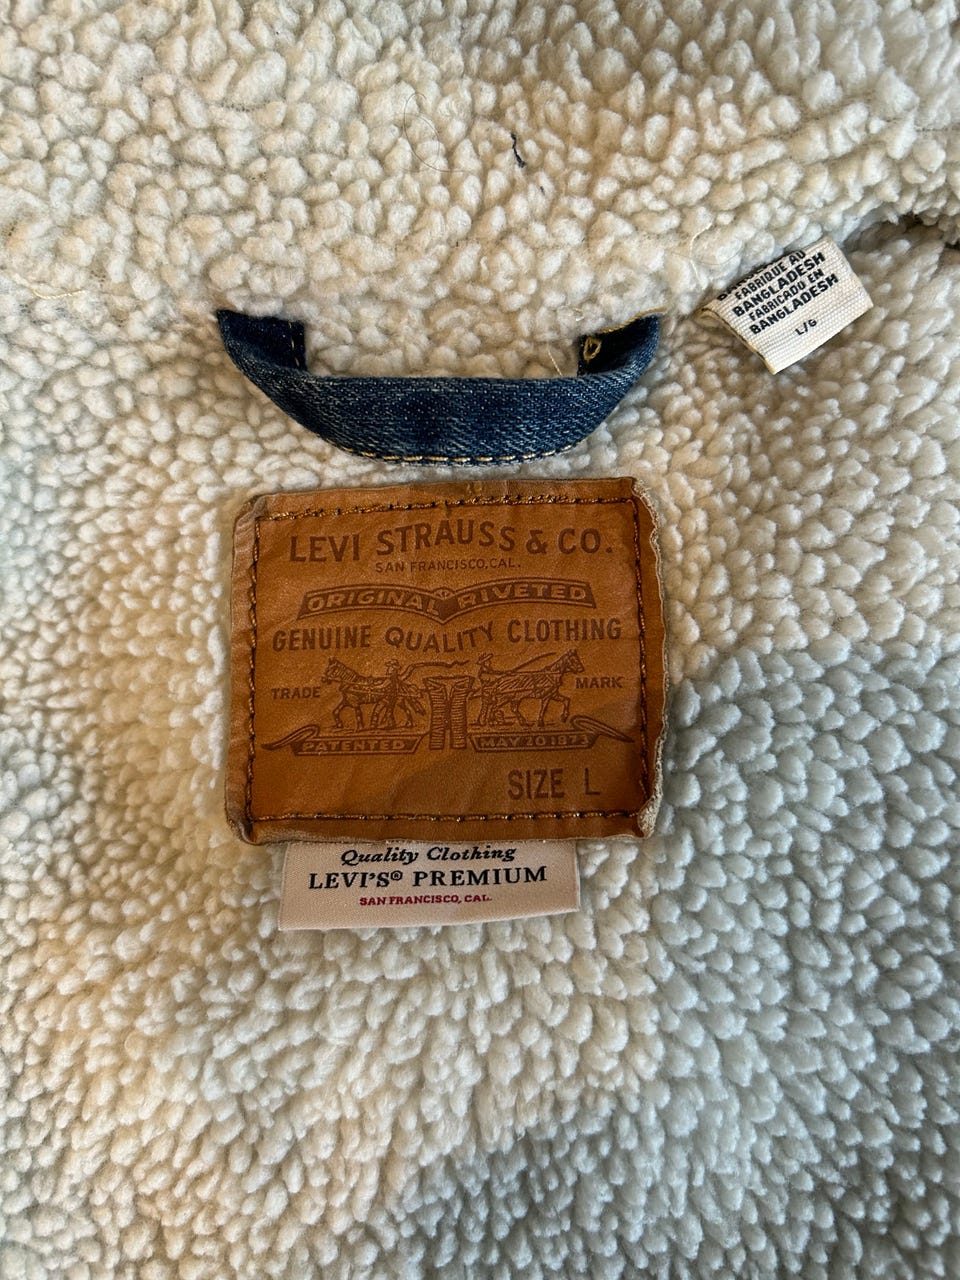 FABRIQUE AU
BANGLADESH
FABRICADO EN
BANGLADESH
L/G
LEVI STRAUSS & CO.
SAN FRANCISCO, CAL.
ORIGINAL RIVETED
GENUINE QUALITY CLOTHING
TRADE MARK
PATENTED MAY 20 1873
SIZE L
Quality Clothing
LEVI'S® PREMIUM
SAN FRANCISCO, CAL.